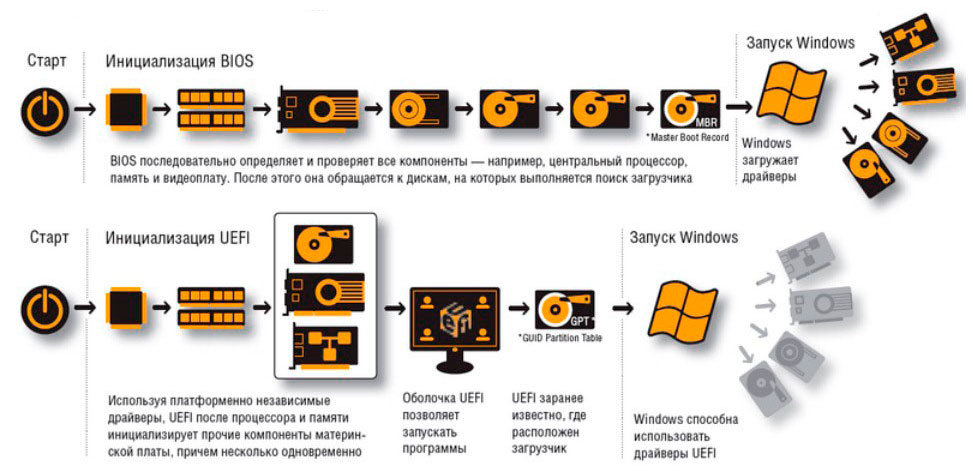 Старт
Инициализация BIOS
Запуск Windows
MBR
*Master Boot Record
BIOS последовательно определяет и проверяет все компоненты — например, центральный процессор,
память и видеоплату. После этого она обращается к дискам, на которых выполняется поиск загрузчика
Windows
загружает
драйверы
Старт
Инициализация UEFI
Запуск Windows
UEFI
GPT *
*GUID Partition Table
Используя платформенно независимые
драйверы, UEFI после процессора и памяти
инициализирует прочие компоненты материн-
ской платы, причем несколько одновременно
Оболочка UEFI
позволяет
запускать
программы
UEFI заранее
известно, где
расположен
загрузчик
Windows способна
использовать
драйверы UEFI